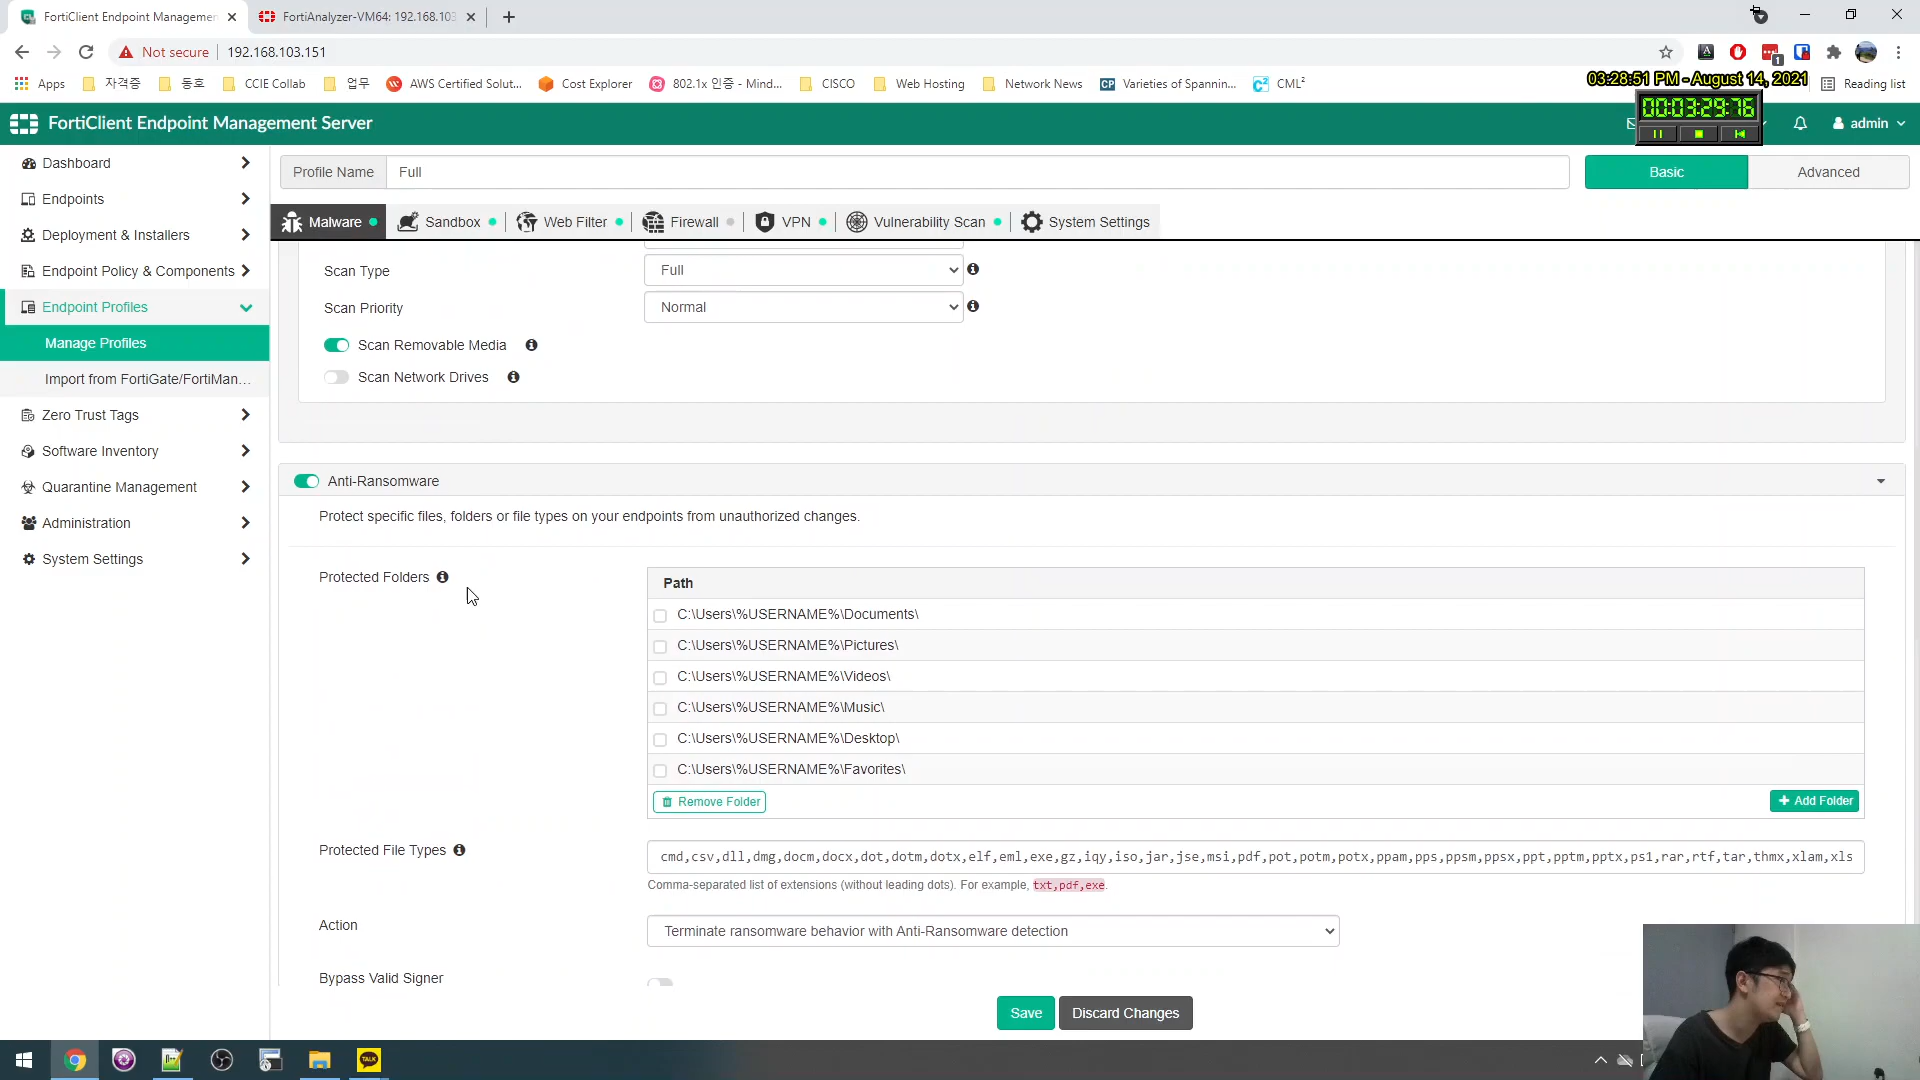 FortiClient Endpoint Managemen
FortiAnalyzer-VM64: 192.168.103
Not secure
192.168.103.151
Apps
자격증
동호
CCIE Collab
업무
AWS Certified Solut...
Cost Explorer
802.1x 인증 - Mind...
CISCO
Web Hosting
Network News
Varieties of Spannin...
CML²
03:28:51 PM - August 14, 2021
Reading list
FortiClient Endpoint Management Server
00:03:29:76
admin
Dashboard
Endpoints
Deployment & Installers
Endpoint Policy & Components
Endpoint Profiles
Manage Profiles
Import from FortiGate/FortiMan...
Zero Trust Tags
Software Inventory
Quarantine Management
Administration
System Settings
Profile Name
Full
Basic
Advanced
Malware
Sandbox
Web Filter
Firewall
VPN
Vulnerability Scan
System Settings
Scan Type
Full
Scan Priority
Normal
Scan Removable Media
Scan Network Drives
Anti-Ransomware
Protect specific files, folders or file types on your endpoints from unauthorized changes.
Protected Folders
Path
C:\Users\%USERNAME%\Documents\
C:\Users\%USERNAME%\Pictures\
C:\Users\%USERNAME%\Videos\
C:\Users\%USERNAME%\Music\
C:\Users\%USERNAME%\Desktop\
C:\Users\%USERNAME%\Favorites\
Remove Folder
Add Folder
Protected File Types
cmd,csv,dll,dmg,docm,docx,dot,dotm,dotx,elf,eml,exe,gz,iqy,iso,jar,jse,msi,pdf,pot,potm,potx,ppam,pps,ppsm,ppsx,ppt,pptm,pptx,ps1,rar,rtf,tar,thmx,xlam,xls
Comma-separated list of extensions (without leading dots). For example, txt,pdf,exe.
Action
Terminate ransomware behavior with Anti-Ransomware detection
Bypass Valid Signer
Save
Discard Changes
TALK